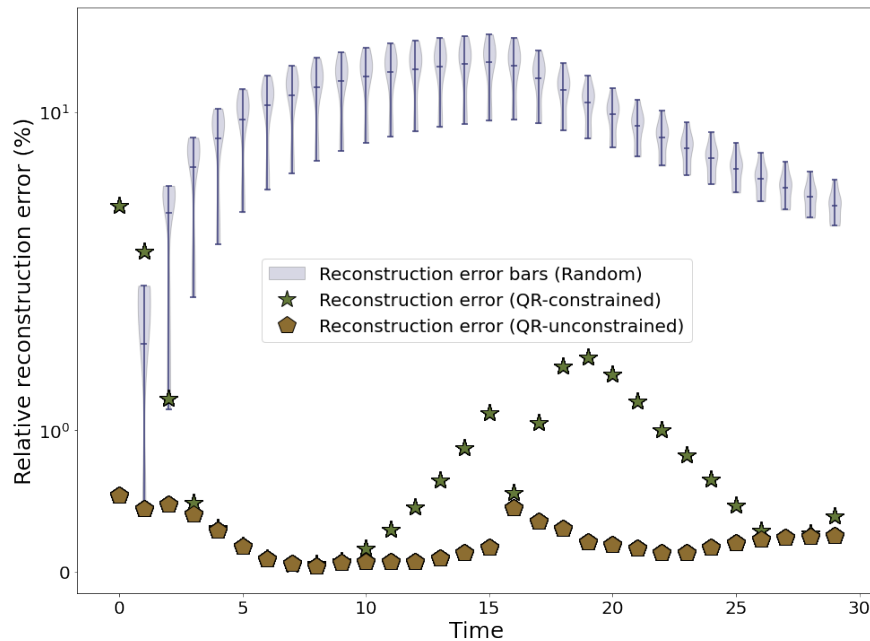 Relative reconstruction error (%)
10¹
10⁰
0
Reconstruction error bars (Random)
Reconstruction error (QR-constrained)
Reconstruction error (QR-unconstrained)
0 5 10 15 20 25 30
Time